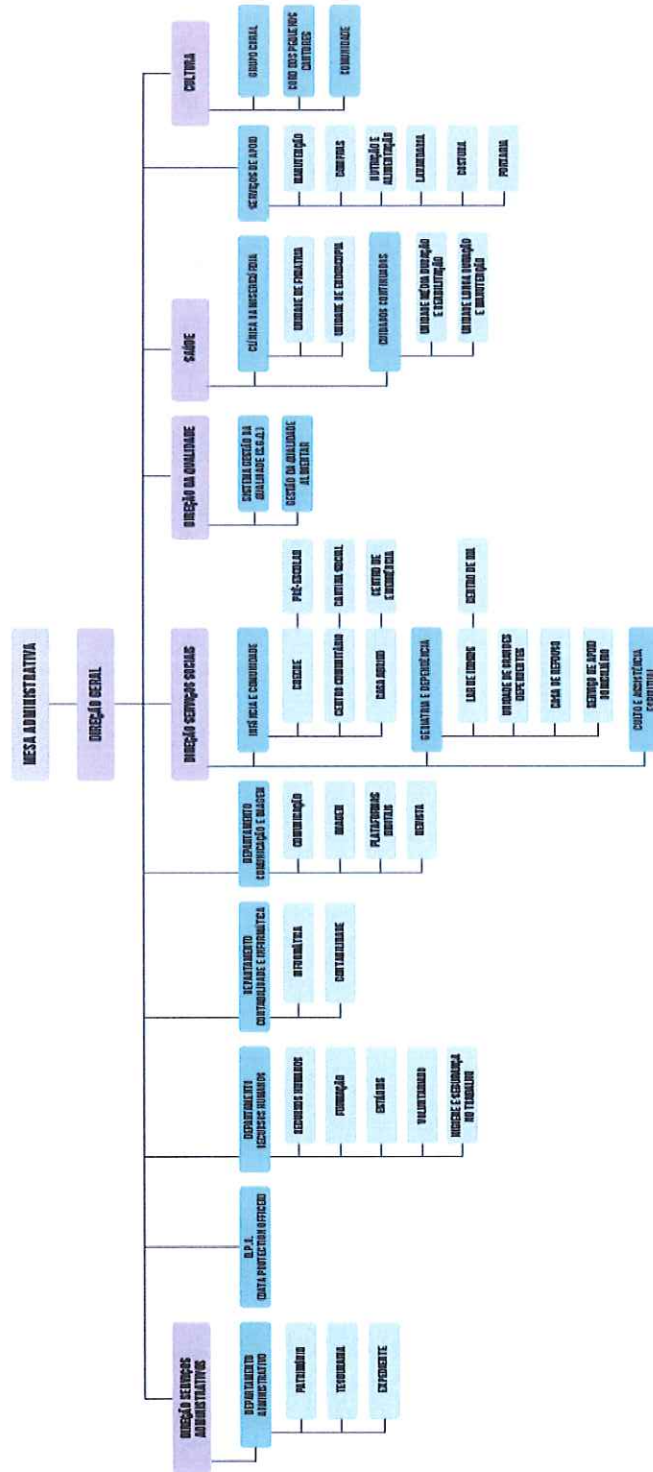 MESA ADMINISTRATIVA
DIREÇÃO GERAL
DIREÇÃO SERVIÇOS
ADMINISTRATIVOS
DEPARTAMENTO
ADMINISTRATIVO
PATRIMÓNIO
TESOURARIA
EXPEDIENTE
(DATA PROTECTION OFFICER)
DEPARTAMENTO
RECURSOS HUMANOS
RECURSOS HUMANOS
FORMAÇÃO
ESTÁGIOS
VOLUNTARIADO
HIGIENE E SEGURANÇA
NO TRABALHO
DEPARTAMENTO
CONTABILIDADE E INFORMÁTICA
INFORMÁTICA
CONTABILIDADE
DEPARTAMENTO
COMUNICAÇÃO E IMAGEM
COMUNICAÇÃO
IMAGEM
PLATAFORMAS
DIGITAIS
REVISTA
DIREÇÃO SERVIÇOS SOCIAIS
INFÂNCIA E COMUNIDADE
CRECHE
PRÉ-ESCOLAR
CENTRO COMUNITÁRIO
CANTINA SOCIAL
CASA ABRIGO
CENTRO DE
EMERGÊNCIA
GERIATRIA E DEPENDÊNCIA
LAR DE IDOSOS
CENTRO DE DIA
UNIDADE DE GRANDES
DEPENDENTES
CASA DE REPOUSO
SERVIÇO DE APOIO
DOMICILIÁRIO
CULTO E ASSISTÊNCIA
ESPIRITUAL
DIREÇÃO DA QUALIDADE
SISTEMA GESTÃO DA
QUALIDADE (S.G.Q.)
GESTÃO DA QUALIDADE
ALIMENTAR
SAÚDE
CLÍNICA DA MISERICÓRDIA
UNIDADE DE FISIATRIA
UNIDADE DE ENDOSCOPIA
CUIDADOS CONTINUADOS
UNIDADE MÉDIA DURAÇÃO
E REABILITAÇÃO
UNIDADE LONGA DURAÇÃO
E MANUTENÇÃO
SERVIÇOS DE APOIO
MANUTENÇÃO
COMPRAS
NUTRIÇÃO E
ALIMENTAÇÃO
LAVANDARIA
COSTURA
PORTARIA
CULTURA
GRUPO CORAL
CORO DOS PEQUENOS
CANTORES
COMUNIDADE